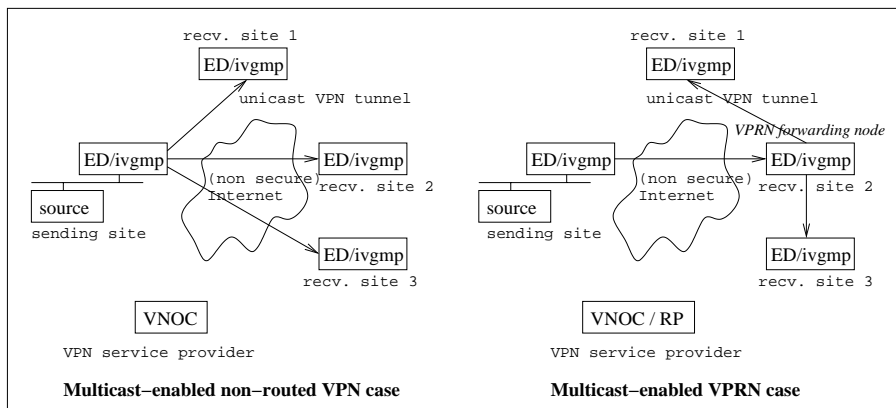 recv. site 1
ED/ivgmp
unicast VPN tunnel
ED/ivgmp
ED/ivgmp
(non secure)
Internet
recv. site 2
source
sending site
ED/ivgmp
recv. site 3
VNOC
VPN service provider
Multicast−enabled non−routed VPN case
recv. site 1
ED/ivgmp
unicast VPN tunnel
VPRN forwarding node
ED/ivgmp
ED/ivgmp
(non secure)
Internet
recv. site 2
source
sending site
ED/ivgmp
recv. site 3
VNOC / RP
VPN service provider
Multicast−enabled VPRN case